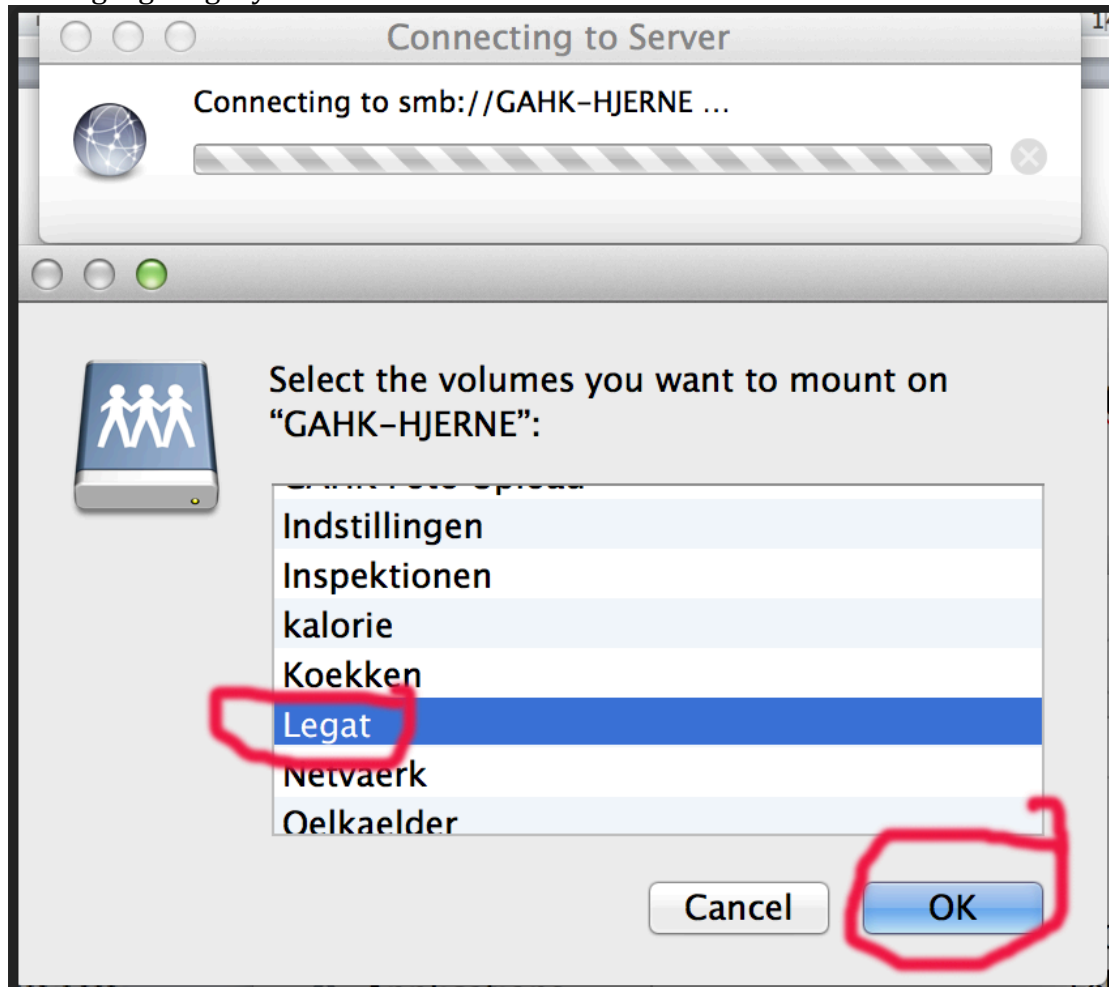 Connecting to Server
Connecting to smb://GAHK-HJERNE ...
Select the volumes you want to mount on
“GAHK-HJERNE”:
Indstillingen
Inspektionen
kalorie
Koekken
Legat
Netvaerk
Oelkaelder
Cancel OK